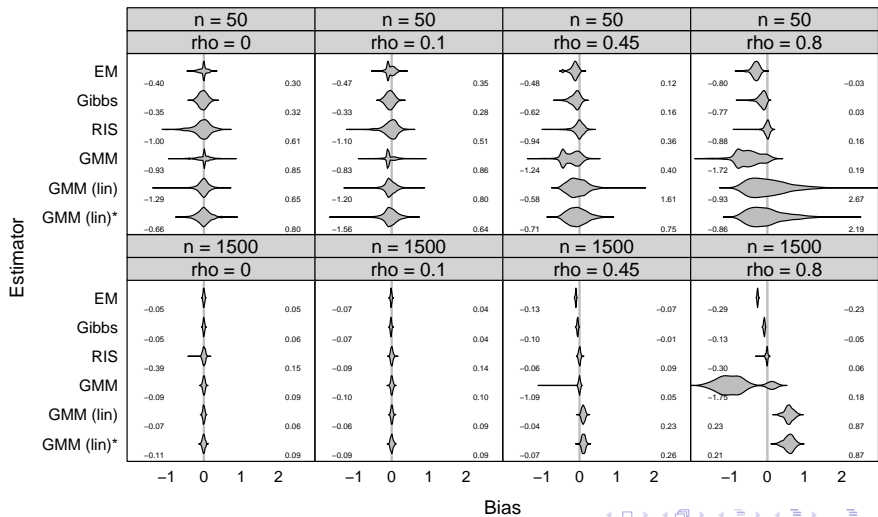 n = 50 n = 50 n = 50 n = 50
rho = 0 rho = 0.1 rho = 0.45 rho = 0.8
EM
−0.40 0.30 −0.47 0.35 −0.48 0.12 −0.80 −0.03
Gibbs
−0.35 0.32 −0.33 0.28 −0.62 0.16 −0.77 0.03
RIS
−1.00 0.61 −1.10 0.51 −0.94 0.36 −0.88 0.16
GMM
−0.93 0.85 −0.83 0.86 −1.24 0.40 −1.72 0.19
GMM (lin)
−1.29 0.65 −1.20 0.80 −0.58 1.61 −0.93 2.67
GMM (lin)*
−0.66 0.80 −1.56 0.64 −0.71 0.75 −0.86 2.19
Estimator
n = 1500 n = 1500 n = 1500 n = 1500
rho = 0 rho = 0.1 rho = 0.45 rho = 0.8
EM
−0.05 0.05 −0.07 0.04 −0.13 −0.07 −0.29 −0.23
Gibbs
−0.05 0.06 −0.07 0.04 −0.10 −0.01 −0.13 −0.05
RIS
−0.39 0.15 −0.09 0.14 −0.06 0.09 −0.30 0.06
GMM
−0.09 0.09 −0.10 0.10 −1.09 0.05 −1.75 0.18
GMM (lin)
−0.07 0.06 −0.06 0.09 −0.04 0.23 0.23 0.87
GMM (lin)*
−0.11 0.09 −0.09 0.09 −0.07 0.26 0.21 0.87
−1 0 1 2 −1 0 1 2 −1 0 1 2 −1 0 1 2
Bias